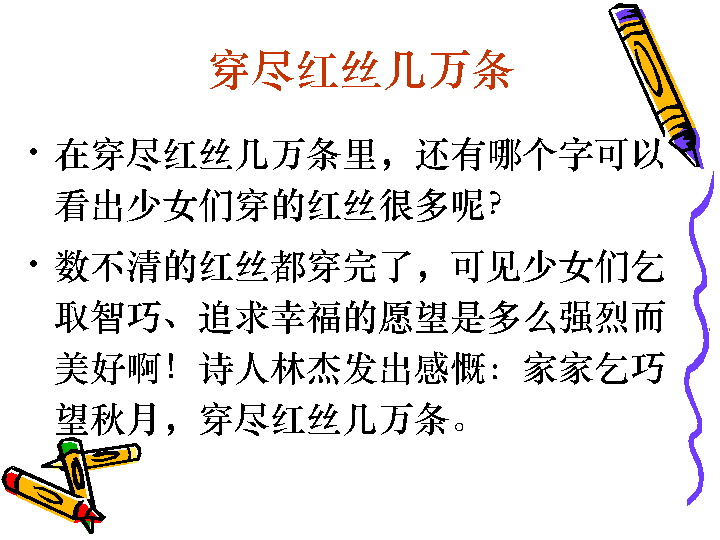 穿尽红丝几万条
· 在穿尽红丝几万条里，还有哪个字可以
看出少女们穿的红丝很多呢？
· 数不清的红丝都穿完了，可见少女们乞
取智巧、追求幸福的愿望是多么强烈而
美好啊！诗人林杰发出感慨：家家乞巧
望秋月，穿尽红丝几万条。